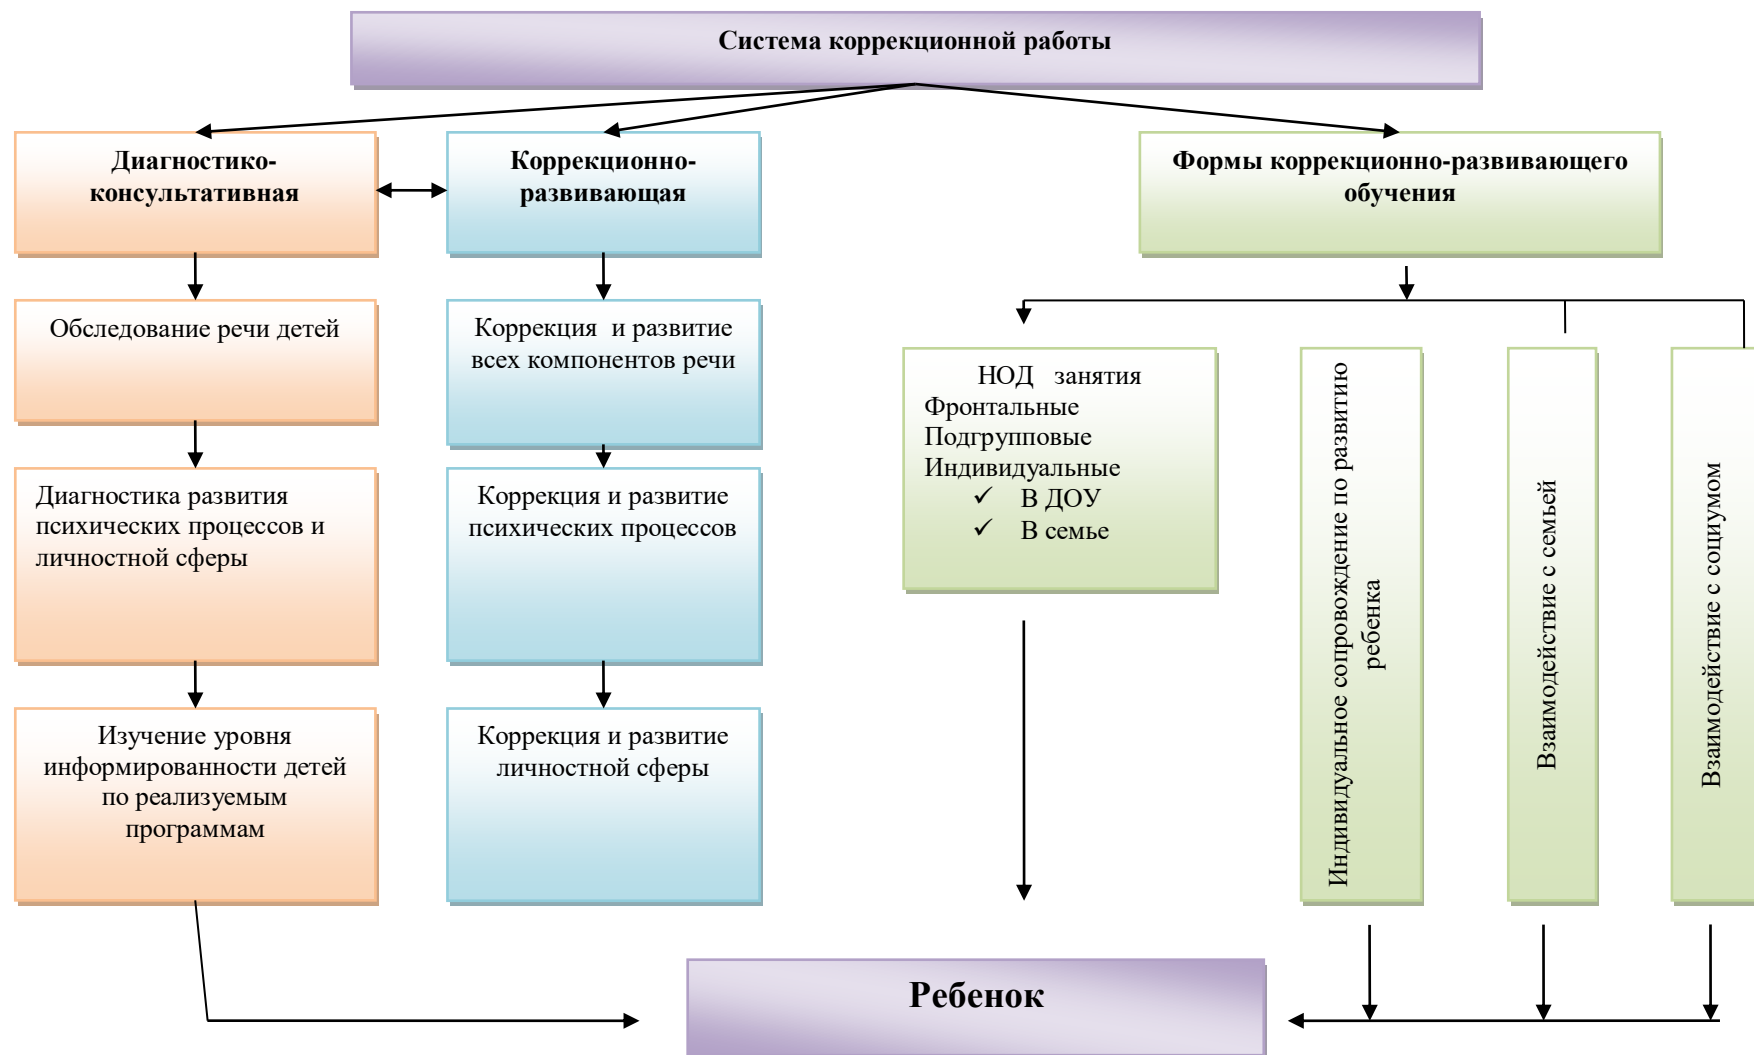 Система коррекционной работы
Диагностико-
консультативная
Коррекционно-
развивающая
Формы коррекционно-развивающего
обучения
Обследование речи детей
Коррекция и развитие
всех компонентов речи
НОД занятия
Фронтальные
Подгрупповые
Индивидуальные
✓ В ДОУ
✓ В семье
Индивидуальное сопровождение по развитию
ребенка
Взаимодействие с семьей
Взаимодействие с социумом
Диагностика развития
психических процессов и
личностной сферы
Коррекция и развитие
психических процессов
Изучение уровня
информированности детей
по реализуемым
программам
Коррекция и развитие
личностной сферы
Ребенок